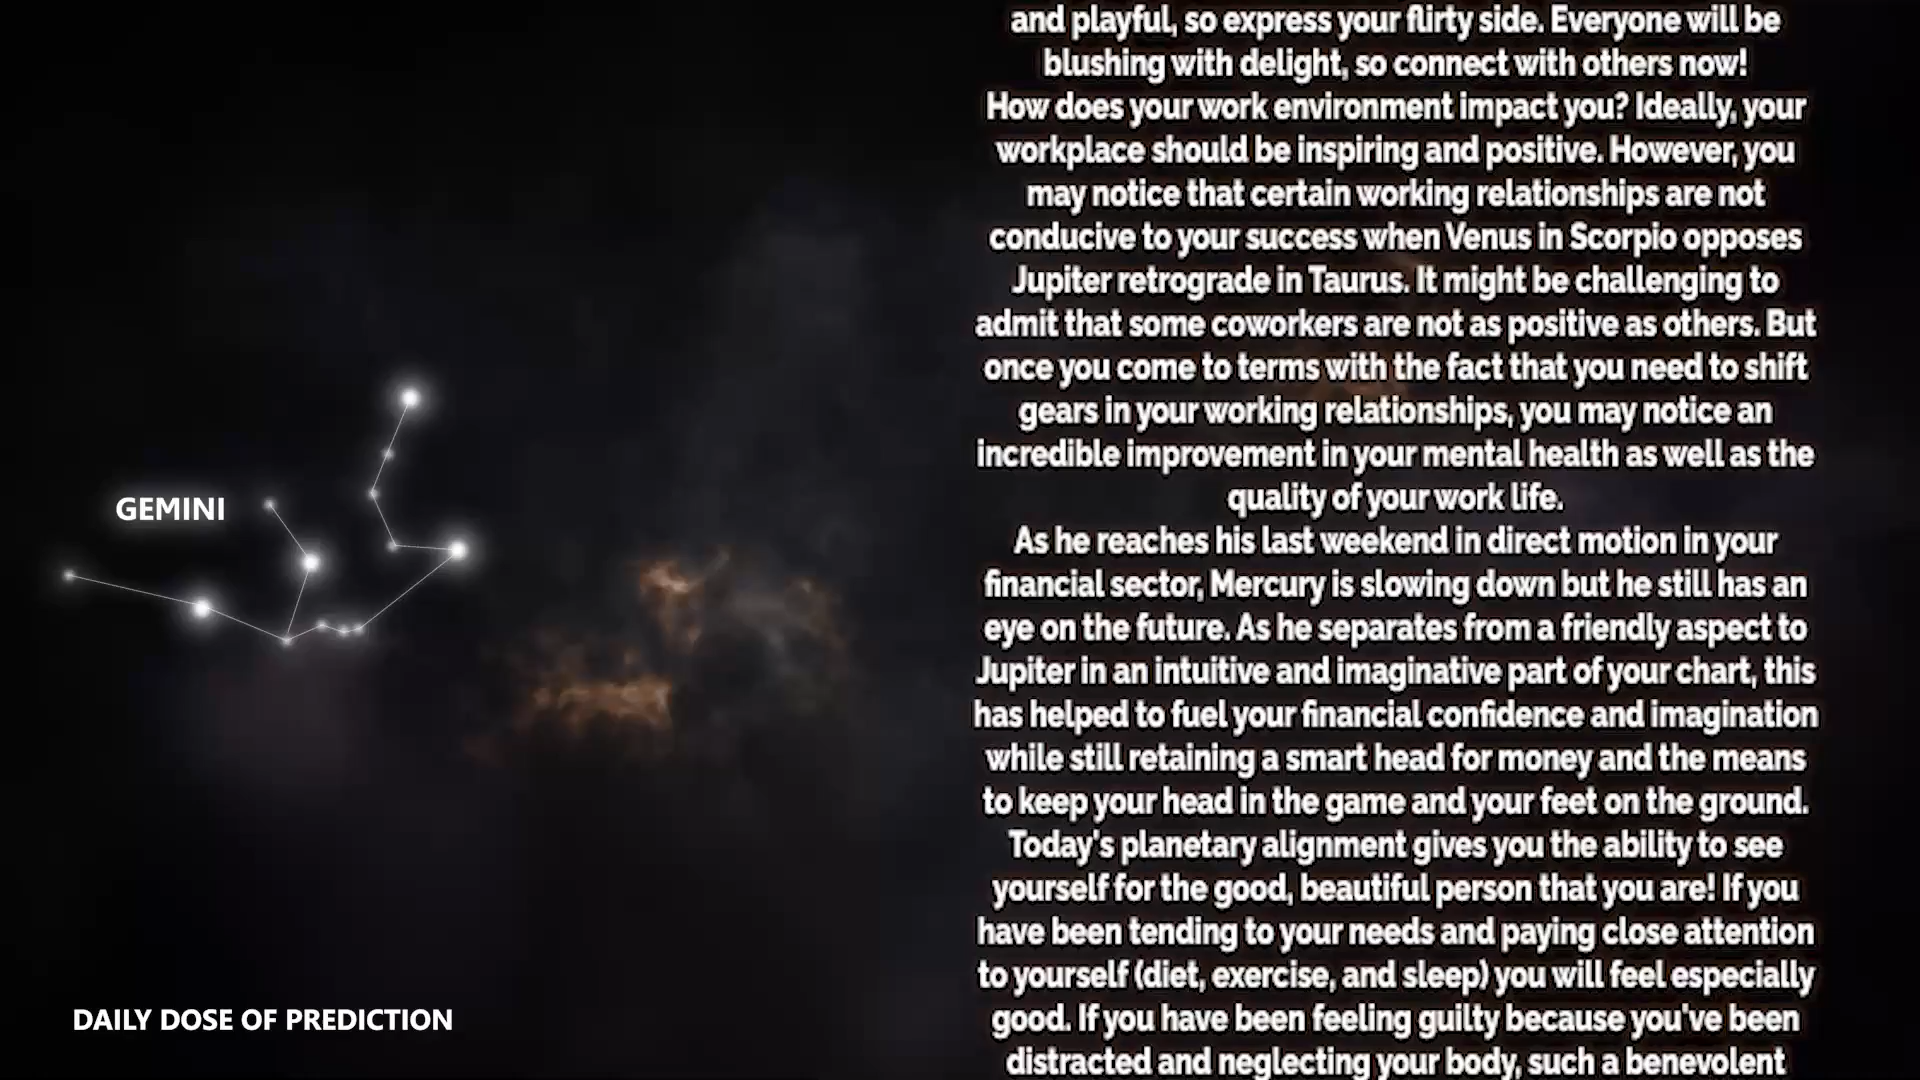 and playful, so express your flirty side. Everyone will be
blushing with delight, so connect with others now!
How does your work environment impact you? Ideally, your
workplace should be inspiring and positive. However, you
may notice that certain working relationships are not
conducive to your success when Venus in Scorpio opposes
Jupiter retrograde in Taurus. It might be challenging to
admit that some coworkers are not as positive as others. But
once you come to terms with the fact that you need to shift
gears in your working relationships, you may notice an
incredible improvement in your mental health as well as the
quality of your work life.
As he reaches his last weekend in direct motion in your
financial sector, Mercury is slowing down but he still has an
eye on the future. As he separates from a friendly aspect to
Jupiter in an intuitive and imaginative part of your chart, this
has helped to fuel your financial confidence and imagination
while still retaining a smart head for money and the means
to keep your head in the game and your feet on the ground.
Today's planetary alignment gives you the ability to see
yourself for the good, beautiful person that you are! If you
have been tending to your needs and paying close attention
to yourself (diet, exercise, and sleep) you will feel especially
good. If you have been feeling guilty because you've been
distracted and neglecting your body, such a benevolent
GEMINI
DAILY DOSE OF PREDICTION